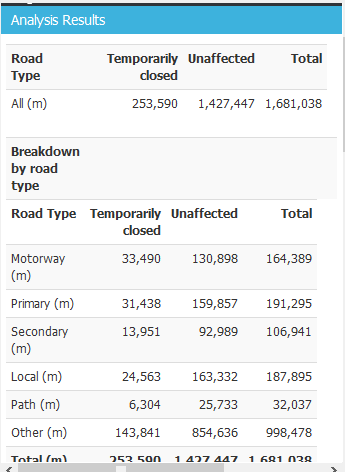 Analysis Results
Road Temporarily Unaffected Total
Type closed
All (m) 253,590 1,427,447 1,681,038
Breakdown
by road
type
Road Type Temporarily Unaffected Total
closed
Motorway 33,490 130,898 164,389
(m)
Primary (m) 31,438 159,857 191,295
Secondary 13,951 92,989 106,941
(m)
Local (m) 24,563 163,332 187,895
Path (m) 6,304 25,733 32,037
Other (m) 143,841 854,636 998,478
Total (m) 253,590 1,427,447 1,681,038